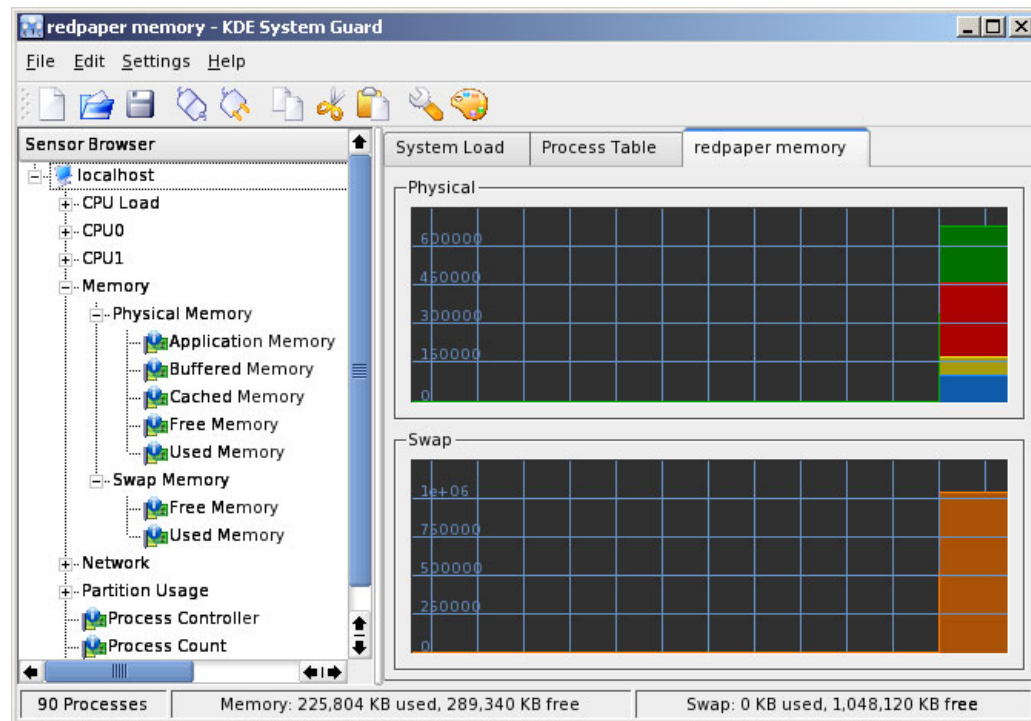 redpaper memory - KDE System Guard
File Edit Settings Help
Sensor Browser
localhost
CPU Load
CPU0
CPU1
Memory
Physical Memory
Application Memory
Buffered Memory
Cached Memory
Free Memory
Used Memory
Swap Memory
Free Memory
Used Memory
Network
Partition Usage
Process Controller
Process Count
System Load Process Table redpaper memory
Physical
600000
450000
300000
150000
0
Swap
1e+06
750000
500000
250000
0
90 Processes Memory: 225,804 KB used, 289,340 KB free Swap: 0 KB used, 1,048,120 KB free